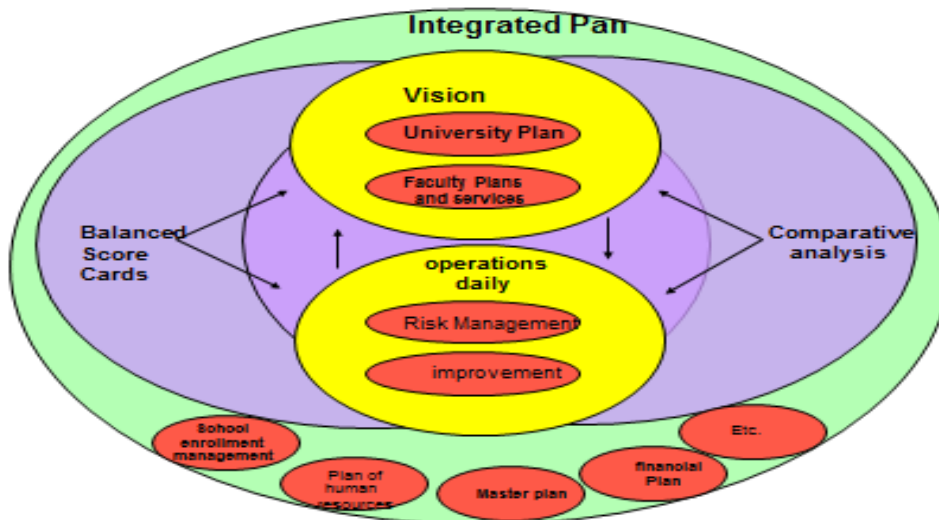 Integrated Pan
Vision
University Plan
Faculty Plans
and services
Balanced
Score
Cards
Comparative
analysis
operations
daily
Risk Management
improvement
School
enrollment
management
Plan of
human
resources
Master plan
financial
Plan
Etc.